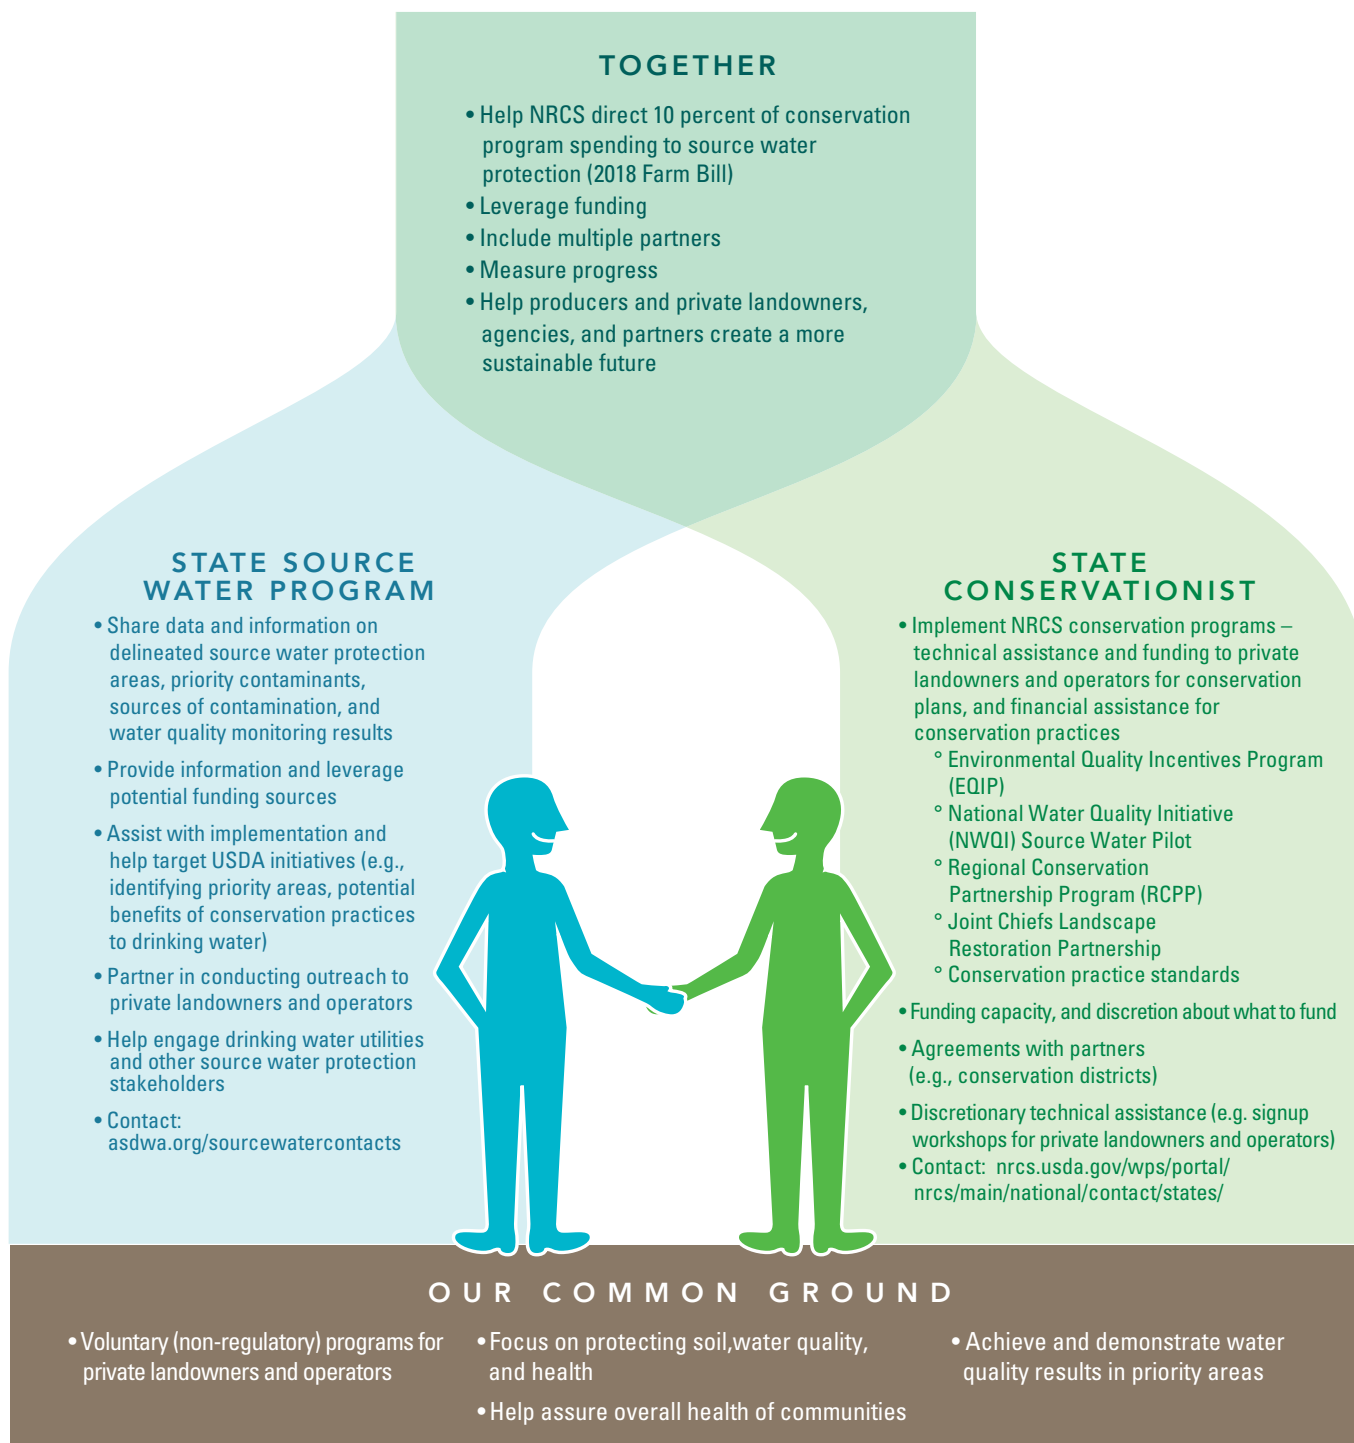 TOGETHER
• Help NRCS direct 10 percent of conservation
program spending to source water
protection (2018 Farm Bill)
• Leverage funding
• Include multiple partners
• Measure progress
• Help producers and private landowners,
agencies, and partners create a more
sustainable future
STATE SOURCE
WATER PROGRAM
• Share data and information on
delineated source water protection
areas, priority contaminants,
sources of contamination, and
water quality monitoring results
• Provide information and leverage
potential funding sources
• Assist with implementation and
help target USDA initiatives (e.g.,
identifying priority areas, potential
benefits of conservation practices
to drinking water)
• Partner in conducting outreach to
private landowners and operators
• Help engage drinking water utilities
and other source water protection
stakeholders
• Contact:
asdwa.org/sourcewatercontacts
STATE
CONSERVATIONIST
• Implement NRCS conservation programs –
technical assistance and funding to private
landowners and operators for conservation
plans, and financial assistance for
conservation practices
° Environmental Quality Incentives Program
(EQIP)
° National Water Quality Initiative
(NWQI) Source Water Pilot
° Regional Conservation
Partnership Program (RCPP)
° Joint Chiefs Landscape
Restoration Partnership
° Conservation practice standards
• Funding capacity, and discretion about what to fund
• Agreements with partners
(e.g., conservation districts)
• Discretionary technical assistance (e.g. signup
workshops for private landowners and operators)
• Contact: nrcs.usda.gov/wps/portal/
nrcs/main/national/contact/states/
OUR COMMON GROUND
• Voluntary (non-regulatory) programs for
private landowners and operators
• Focus on protecting soil,water quality,
and health
• Help assure overall health of communities
• Achieve and demonstrate water
quality results in priority areas